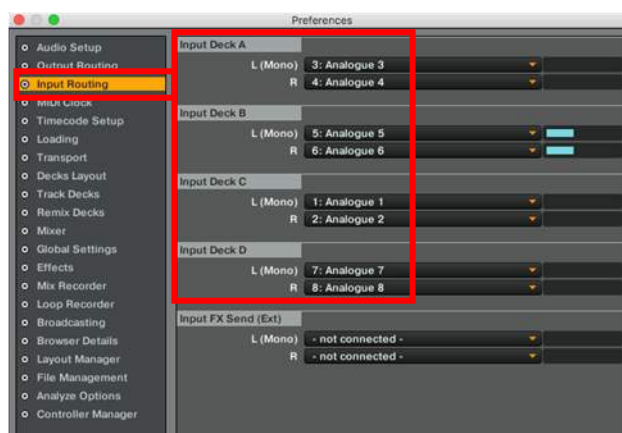 Preferences
Audio Setup
Output Routing
Input Routing
MIDI Clock
Timecode Setup
Loading
Transport
Decks Layout
Track Decks
Remix Decks
Mixer
Global Settings
Effects
Mix Recorder
Loop Recorder
Broadcasting
Browser Details
Layout Manager
File Management
Analyze Options
Controller Manager
Input Deck A
L (Mono) 3: Analogue 3
R 4: Analogue 4
Input Deck B
L (Mono) 5: Analogue 5
R 6: Analogue 6
Input Deck C
L (Mono) 1: Analogue 1
R 2: Analogue 2
Input Deck D
L (Mono) 7: Analogue 7
R 8: Analogue 8
Input FX Send (Ext)
L (Mono) - not connected -
R - not connected -